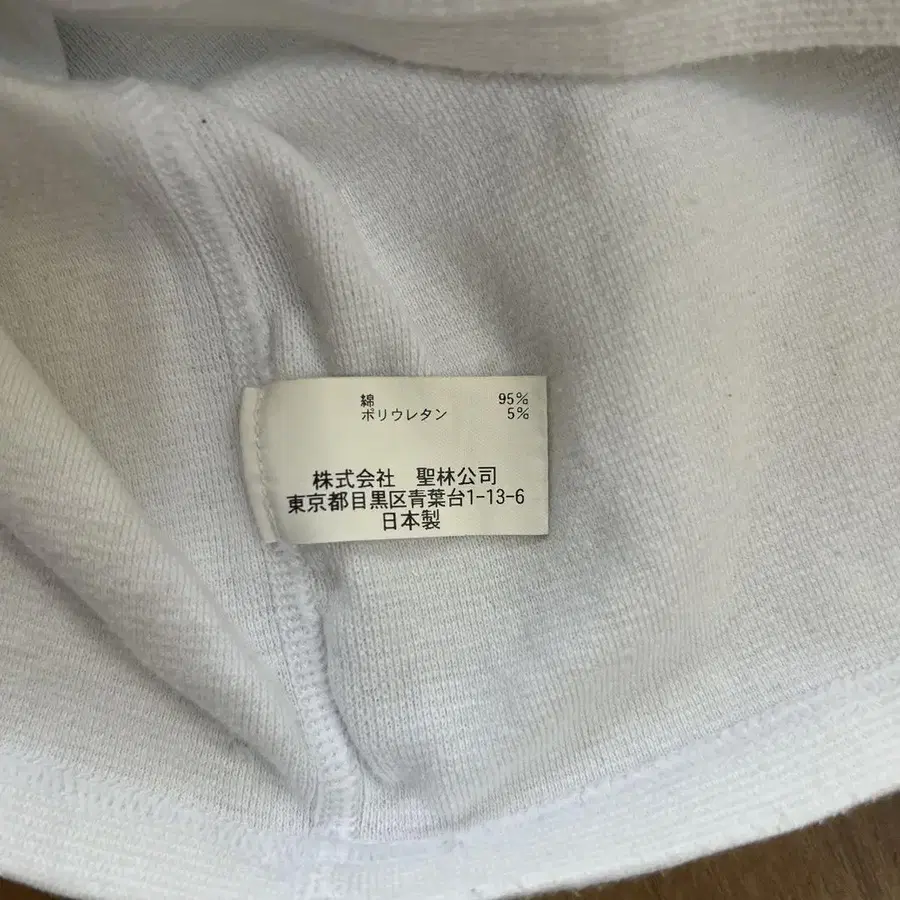 綿 95%
ポリウレタン 5%
株式会社 聖林公司
東京都目黒区青葉台1-13-6
日本製